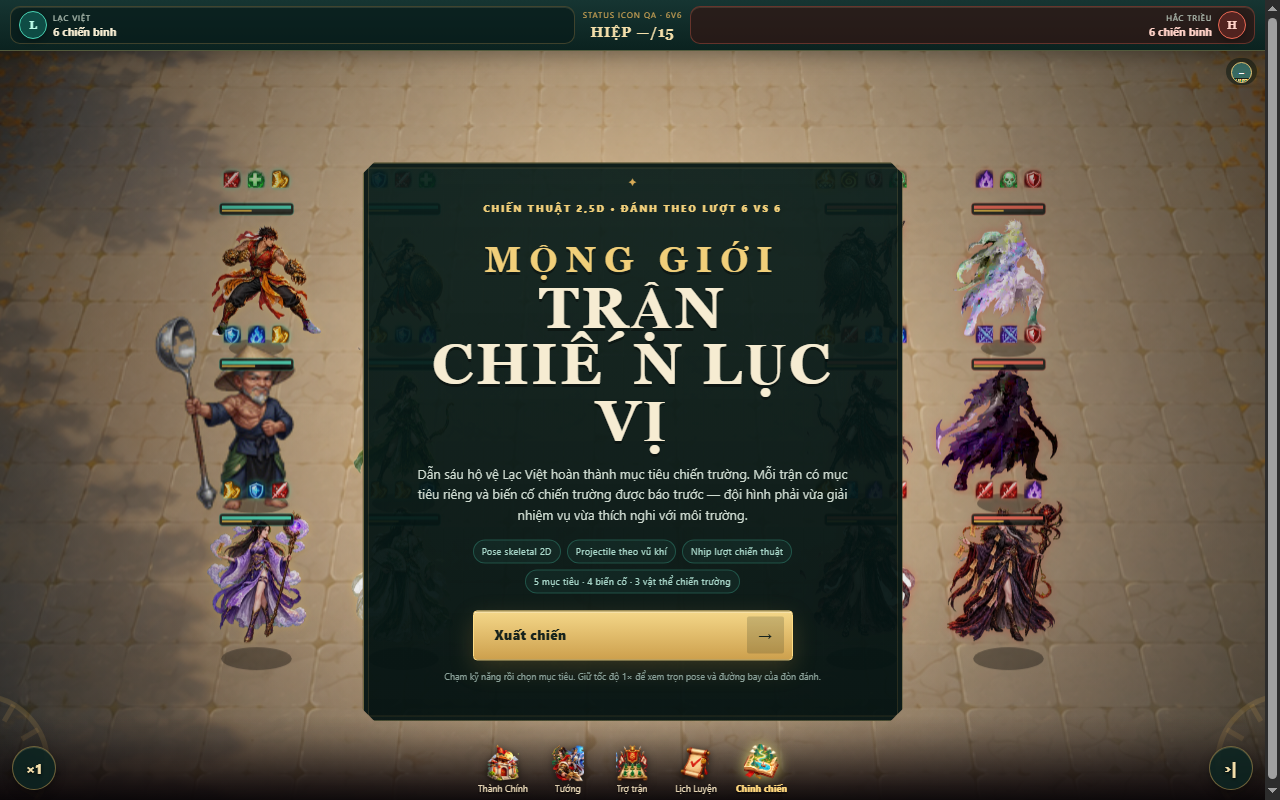 L
LẠC VIỆT
6 chiến binh
STATUS ICON QA · 6V6
HIỆP —/15
HẮC TRIỀU
6 chiến binh
H
CHIẾN THUẬT 2,5D • ĐÁNH THEO LƯỢT 6 VS 6
MỘNG GIỚI
TRẬN
CHIẾN LỤC
VỊ
Dẫn sáu hộ vệ Lạc Việt hoàn thành mục tiêu chiến trường. Mỗi trận có mục
tiêu riêng và biến cố chiến trường được báo trước — đội hình phải vừa giải
nhiệm vụ vừa thích nghi với môi trường.
Pose skeletal 2D
Projectile theo vũ khí
Nhịp lượt chiến thuật
5 mục tiêu · 4 biến cố · 3 vật thể chiến trường
Xuất chiến →
Chạm kỹ năng rồi chọn mục tiêu. Giữ tốc độ 1× để xem trọn pose và đường bay của đòn đánh.
×1
Thành Chính
Tướng
Trợ trận
Lịch Luyện
Chinh chiến